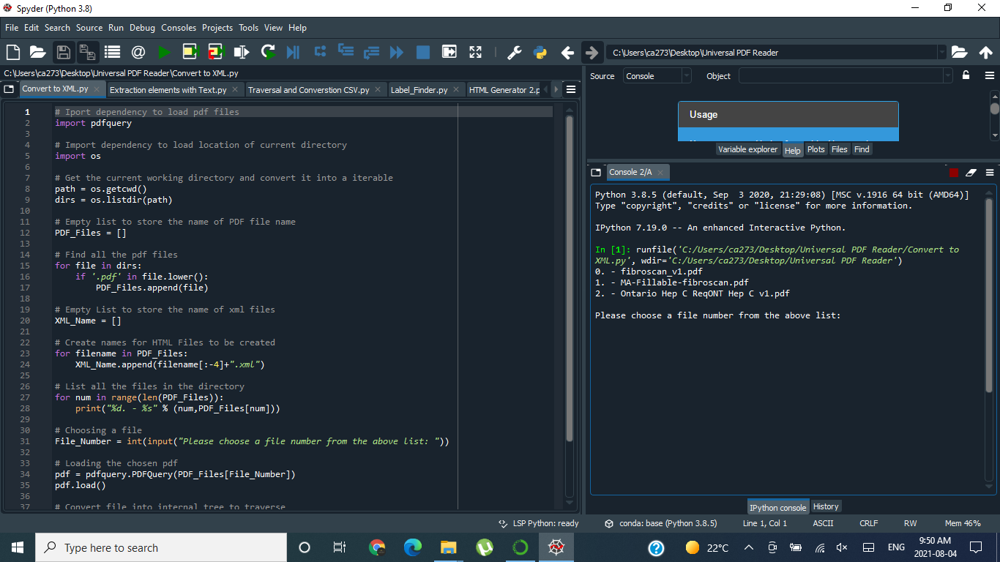 Spyder (Python 3.8)
File Edit Search Source Run Debug Consoles Projects Tools View Help
C:\Users\ca273\Desktop\Universal PDF Reader
C:\Users\ca273\Desktop\Universal PDF Reader\Convert to XML.py
Convert to XML.py Extraction elements with Text.py Traversal and Converstion CSV.py Label_Finder.py HTML Generator 2.p
1 # Iport dependency to load pdf files
2 import pdfquery
3
4 # Import dependency to load location of current directory
5 import os
6
7 # Get the current working directory and convert it into a iterable
8 path = os.getcwd()
9 dirs = os.listdir(path)
10
11 # Empty list to store the name of PDF file name
12 PDF_Files = []
13
14 # Find all the pdf files
15 for file in dirs:
16     if '.pdf' in file.lower():
17         PDF_Files.append(file)
18
19 # Empty List to store the name of xml files
20 XML_Name = []
21
22 # Create names for HTML Files to be created
23 for filename in PDF_Files:
24     XML_Name.append(filename[:-4]+".xml")
25
26 # List all the files in the directory
27 for num in range(len(PDF_Files)):
28     print("%d. - %s" % (num,PDF_Files[num]))
29
30 # Choosing a file
31 File_Number = int(input("Please choose a file number from the above list: "))
32
33 # Loading the chosen pdf
34 pdf = pdfquery.PDFQuery(PDF_Files[File_Number])
35 pdf.load()
36
37 # Convert file into internal tree to traverse
Source Console Object
Usage
Variable explorer Help Plots Files Find
Console 2/A
Python 3.8.5 (default, Sep  3 2020, 21:29:08) [MSC v.1916 64 bit (AMD64)]
Type "copyright", "credits" or "license" for more information.
IPython 7.19.0 -- An enhanced Interactive Python.
In [1]: runfile('C:/Users/ca273/Desktop/Universal PDF Reader/Convert to
XML.py', wdir='C:/Users/ca273/Desktop/Universal PDF Reader')
0. - fibroscan_v1.pdf
1. - MA-Fillable-fibroscan.pdf
2. - Ontario Hep C ReqONT Hep C v1.pdf
Please choose a file number from the above list:
IPython console History
LSP Python: ready conda: base (Python 3.8.5) Line 1, Col 1 ASCII CRLF RW Mem 46%
Type here to search
22°C ENG 9:50 AM
2021-08-04